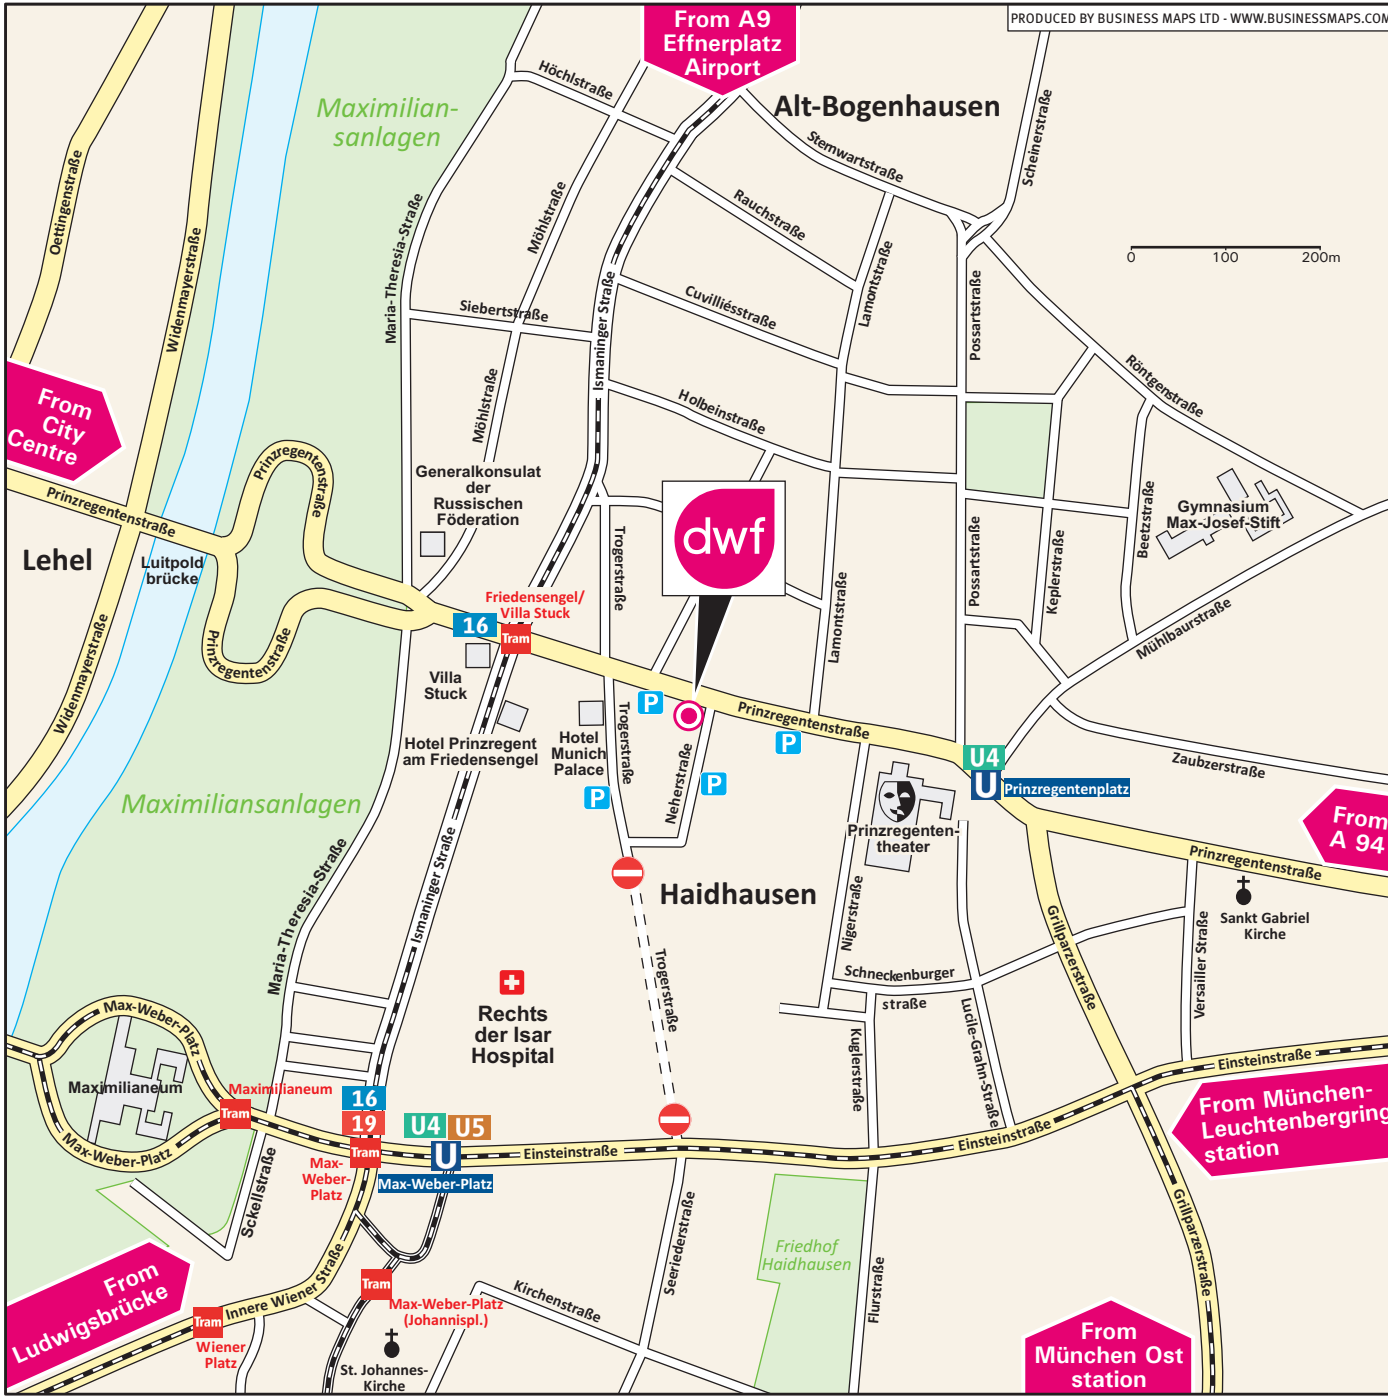 PRODUCED BY BUSINESS MAPS LTD - WWW.BUSINESSMAPS.COM
From A9
Effnerplatz
Airport
Alt-Bogenhausen
Höchlstraße
Maximilian-
sanlagen
Sternwartstraße
Scheinerstraße
Oettingenstraße
Rauchstraße
Möhlstraße
Maria-Theresia-Straße
Widenmayerstraße
Lamontstraße
0
100
200m
Ismaninger Straße
Cuvilliésstraße
Possartstraße
Siebertstraße
Röntgenstraße
From
City
Centre
Möhlstraße
Holbeinstraße
Prinzregentenstraße
Prinzregentenstraße
Generalkonsulat
der
Russischen
Föderation
Gymnasium
Max-Josef-Stift
Beetzstraße
dwf
Lehel
Luitpold
brücke
Trogerstraße
Possartstraße
Keplerstraße
Lamontstraße
Mühlbaurstraße
Friedensengel/
Villa Stuck
16
Tram
Prinzregentenstraße
Widenmayerstraße
Villa
Stuck
P
Prinzregentenstraße
P
Trogerstraße
Hotel Prinzregent
am Friedensengel
Hotel
Munich
Palace
U4
U
Prinzregentenplatz
Zaubzerstraße
Neherstraße
P
P
Maximiliansanlagen
Prinzregenten-
theater
From
A 94
Prinzregentenstraße
Maria-Theresia-Straße
Ismaninger Straße
Haidhausen
Nigerstraße
Grillparzerstraße
Sankt Gabriel
Kirche
Versailler Straße
Trogerstraße
Schneckenburger
straße
Rechts
der Isar
Hospital
Lucile-Grahn-Straße
Kuglerstraße
Max-Weber-Platz
Maximilianeum
Maximilianeum
Tram
Max-Weber-Platz
16
19
Tram
Max-
Weber-
Platz
U4
U5
U
Max-Weber-Platz
Einsteinstraße
Einsteinstraße
Einsteinstraße
From München-
Leuchtenbergring
station
Sckellstraße
Grillparzerstraße
Seeriederstraße
Friedhof
Haidhausen
Flurstraße
From
Ludwigsbrücke
Innere Wiener Straße
Tram
Wiener
Platz
Tram
Max-Weber-Platz
(Johannispl.)
Kirchenstraße
St. Johannes-
Kirche
From
München Ost
station